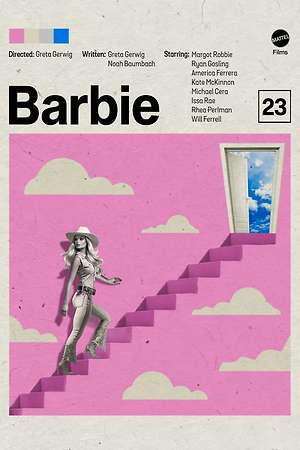 Directed: Greta Gerwig
Written: Greta Gerwig
Noah Baumbach
Starring: Margot Robbie
Ryan Gosling
America Ferrera
Kate McKinnon
Michael Cera
Issa Rae
Rhea Perlman
Will Ferrell
MATTEL
Films
Barbie
23